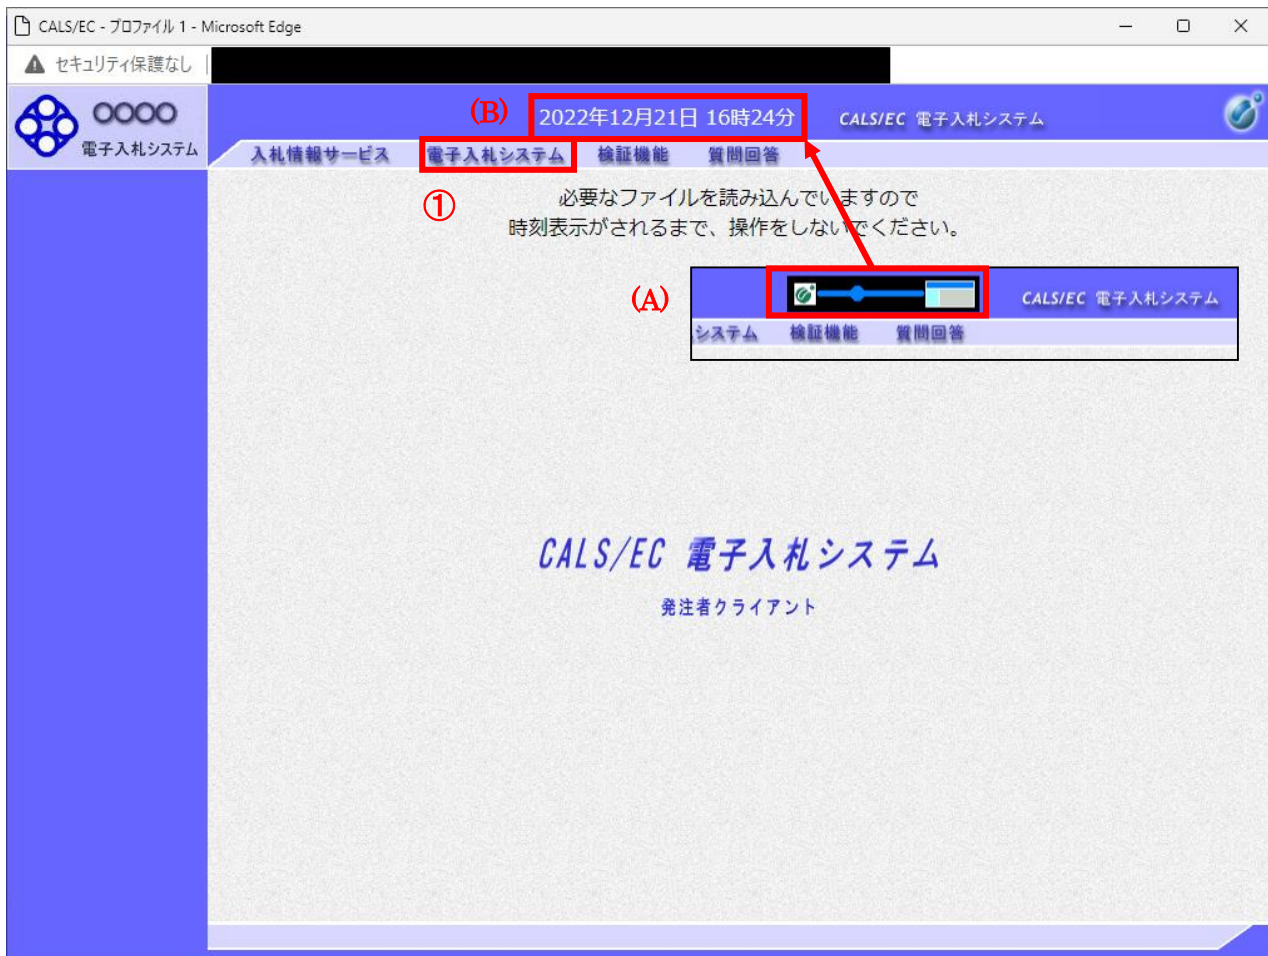 CALS/EC - プロファイル 1 - Microsoft Edge
セキュリティ保護なし
○○○○
電子入札システム
(B)
2022年12月21日 16時24分
CALS/EC 電子入札システム
入札情報サービス 電子入札システム 検証機能 質問回答
①
必要なファイルを読み込んでいますので
時刻表示がされるまで、操作をしないでください。
(A)
CALS/EC 電子入札システム
システム 検証機能 質問回答
CALS/EC 電子入札システム
発注者クライアント